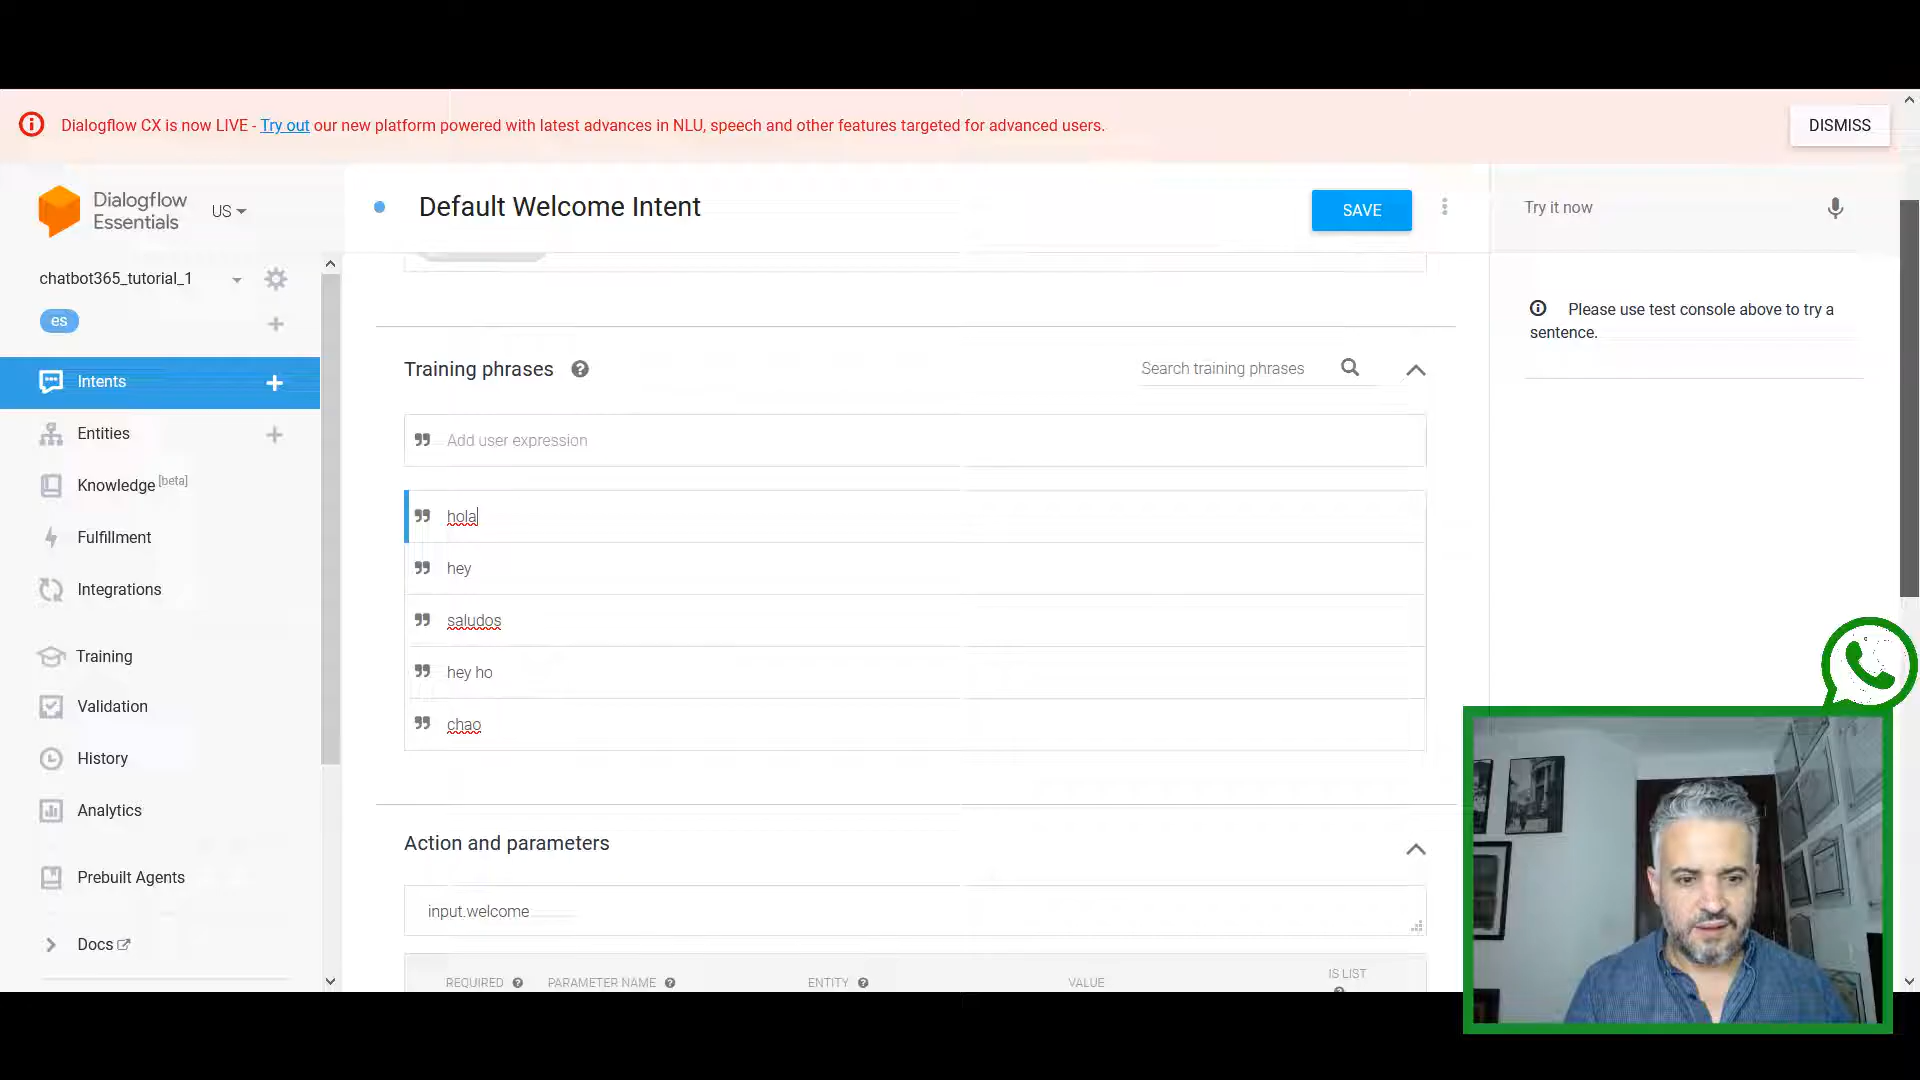 Dialogflow CX is now LIVE - Try out our new platform powered with latest advances in NLU, speech and other features targeted for advanced users.
DISMISS
Dialogflow
Essentials
US
Default Welcome Intent
SAVE
Try it now
chatbot365_tutorial_1
es
Please use test console above to try a
sentence.
Intents
Entities
Knowledge [beta]
Fulfillment
Integrations
Training
Validation
History
Analytics
Prebuilt Agents
Docs
Training phrases
Search training phrases
Add user expression
hola
hey
saludos
hey ho
chao
Action and parameters
input.welcome
REQUIRED PARAMETER NAME ENTITY VALUE IS LIST